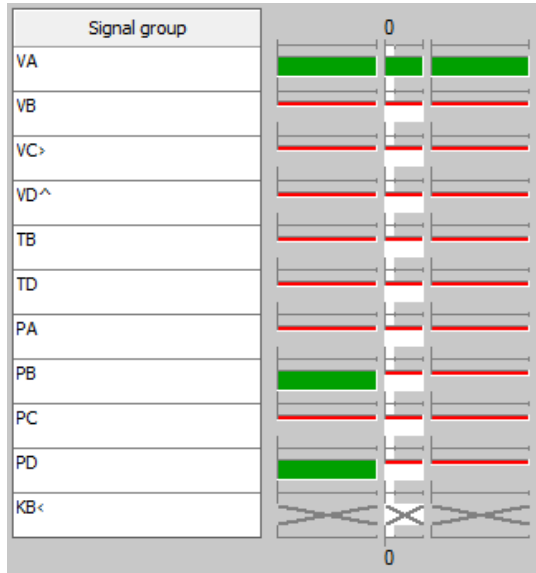 Signal group 0
VA
VB
VC>
VD^
TB
TD
PA
PB
PC
PD
KB<
0